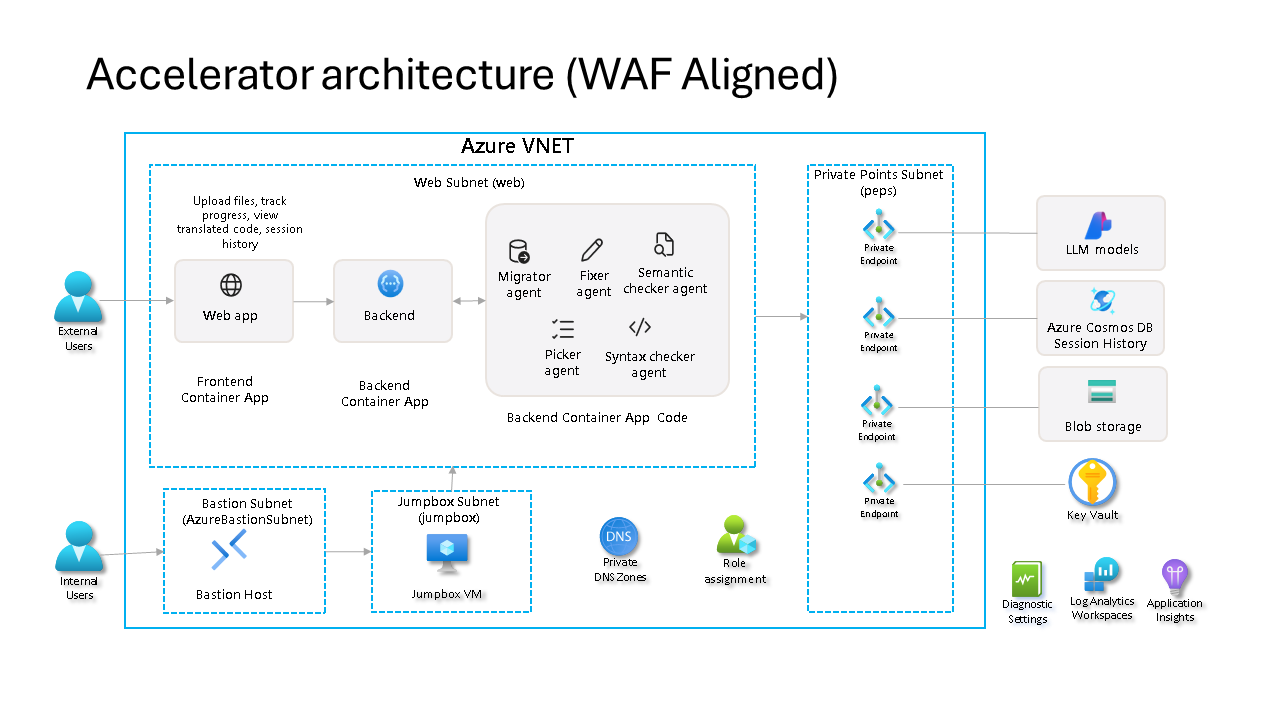 Accelerator architecture (WAF Aligned)
Azure VNET
Web Subnet (web)
Upload files, track
progress, view
translated code, session
history
Web app
Frontend
Container App
Backend
Backend
Container App
Migrator
agent
Fixer
agent
Semantic
checker agent
Picker
agent
Syntax checker
agent
Backend Container App Code
External
Users
Private Points Subnet
(peps)
Private
Endpoint
Private
Endpoint
Private
Endpoint
Private
Endpoint
LLM models
Azure Cosmos DB
Session History
Blob storage
Key Vault
Internal
Users
Bastion Subnet
(AzureBastionSubnet)
Bastion Host
Jumpbox Subnet
(jumpbox)
Jumpbox VM
DNS
Private
DNS Zones
Role
assignment
Diagnostic
Settings
Log Analytics
Workspaces
Application
Insights